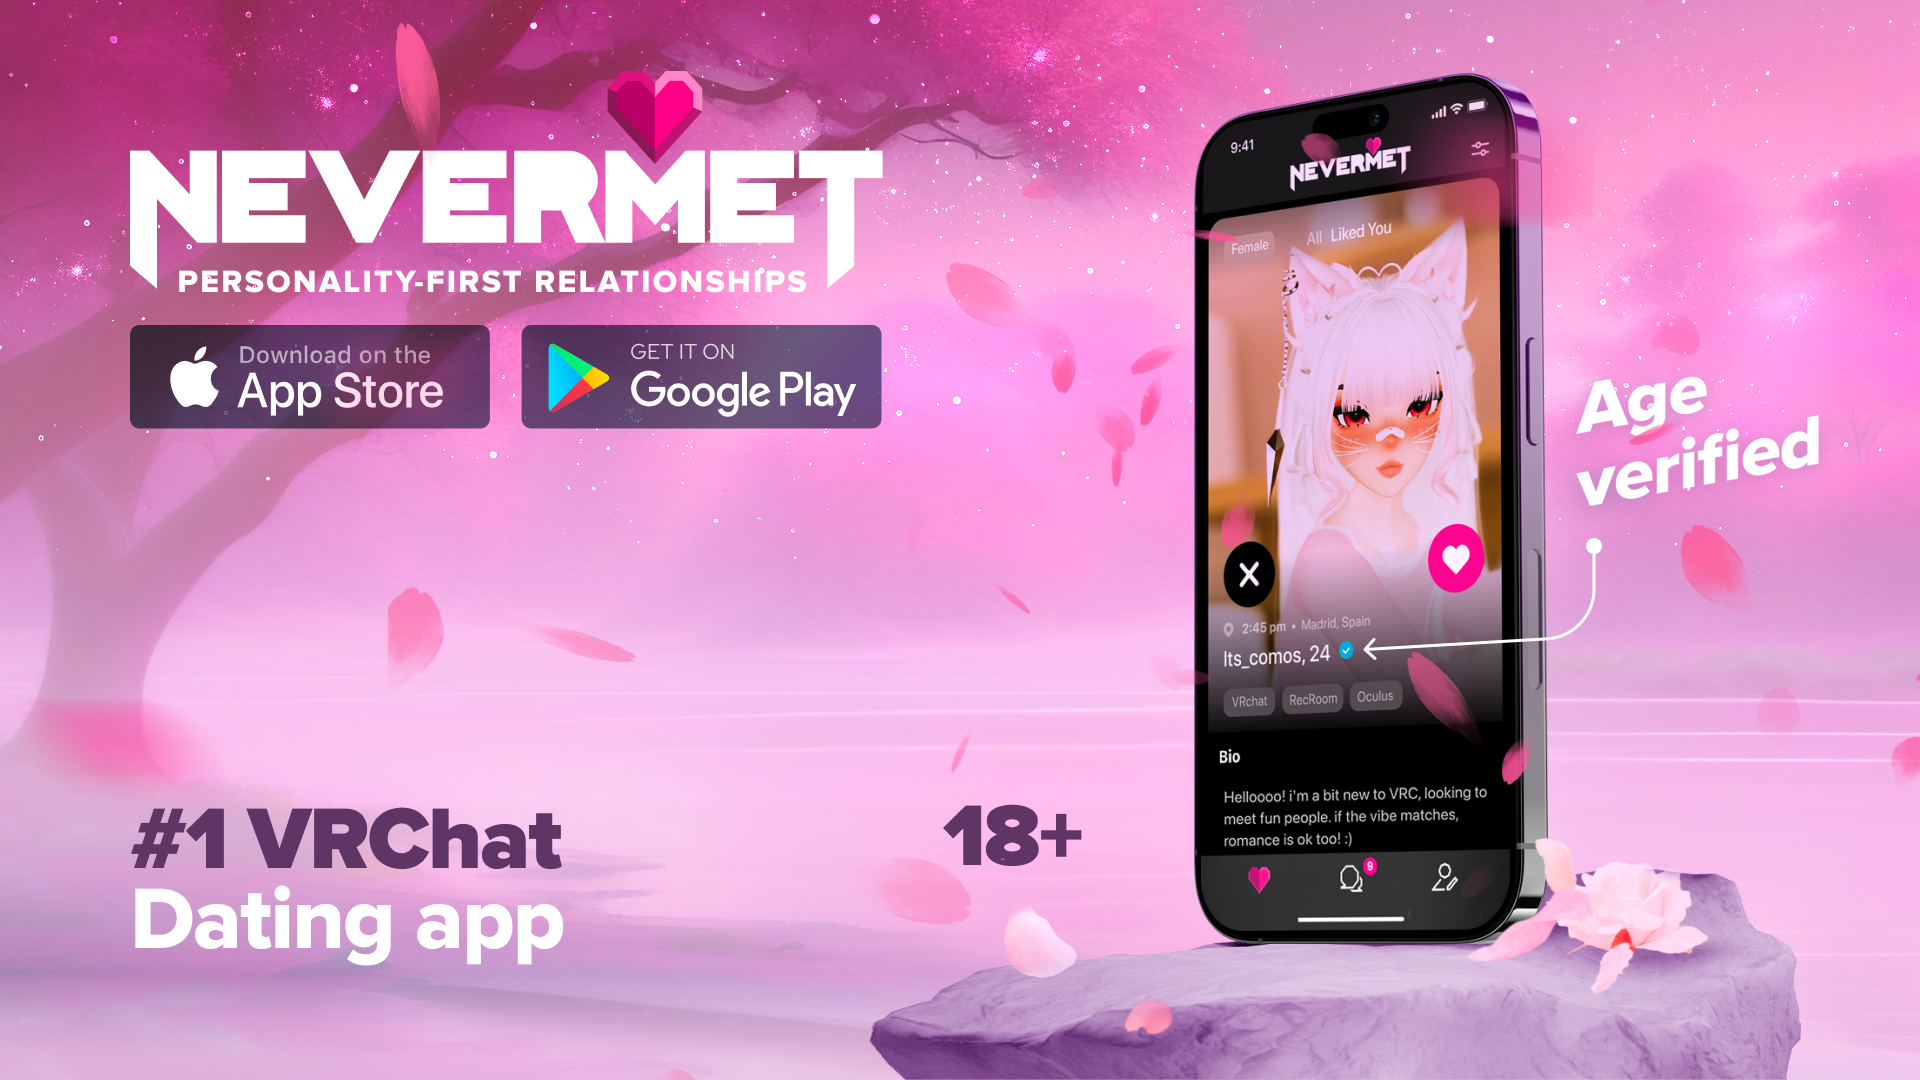 NEVERMET
PERSONALITY-FIRST RELATIONSHIPS
Download on the
App Store
GET IT ON
Google Play
#1 VRChat
Dating app
18+
9:41
NEVERMET
Female
All Liked You
2:45 pm • Madrid, Spain
Its_comos, 24
VRchat
RecRoom
Oculus
Bio
Helloooo! i'm a bit new to VRC, looking to
meet fun people. if the vibe matches,
romance is ok too! :)
9
Age
verified